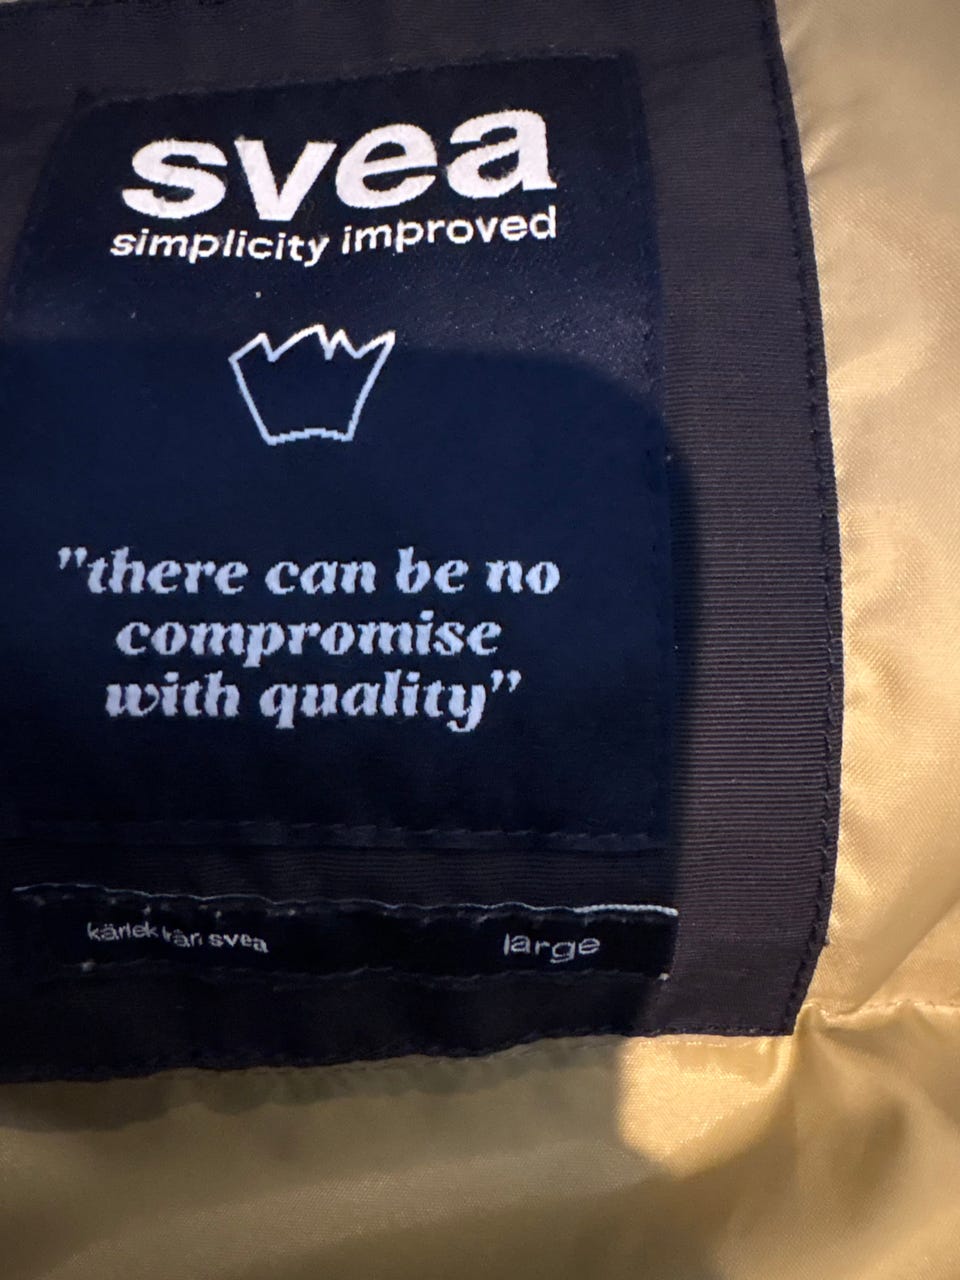 svea
simplicity improved
"there can be no
compromise
with quality"
kärlek från svea
large